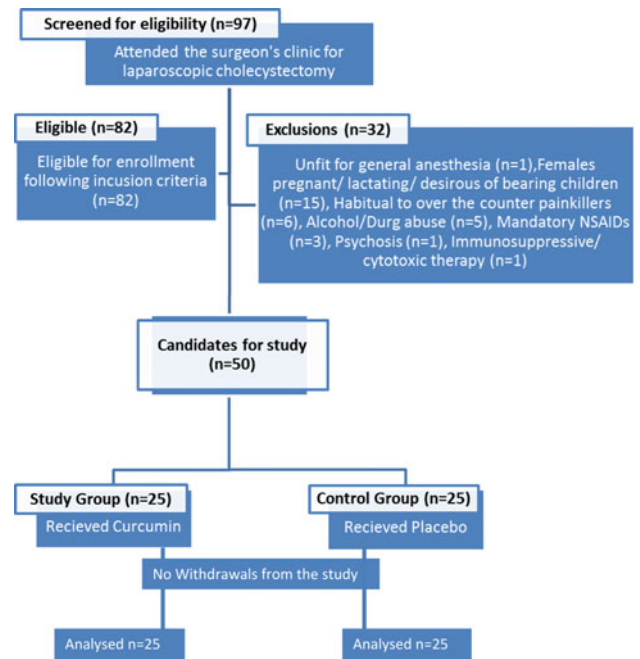 Screened for eligibility (n=97)
Attended the surgeon's clinic for
laparoscopic cholecystectomy
Eligible (n=82)
Eligible for enrollment
following incusion criteria
(n=82)
Exclusions (n=32)
Unfit for general anesthesia (n=1),Females
pregnant/ lactating/ desirous of bearing children
(n=15), Habitual to over the counter painkillers
(n=6), Alcohol/Durg abuse (n=5), Mandatory NSAIDs
(n=3), Psychosis (n=1), Immunosuppressive/
cytotoxic therapy (n=1)
Candidates for study
(n=50)
Study Group (n=25)
Recieved Curcumin
Control Group (n=25)
Recieved Placebo
No Withdrawals from the study
Analysed n=25
Analysed n=25